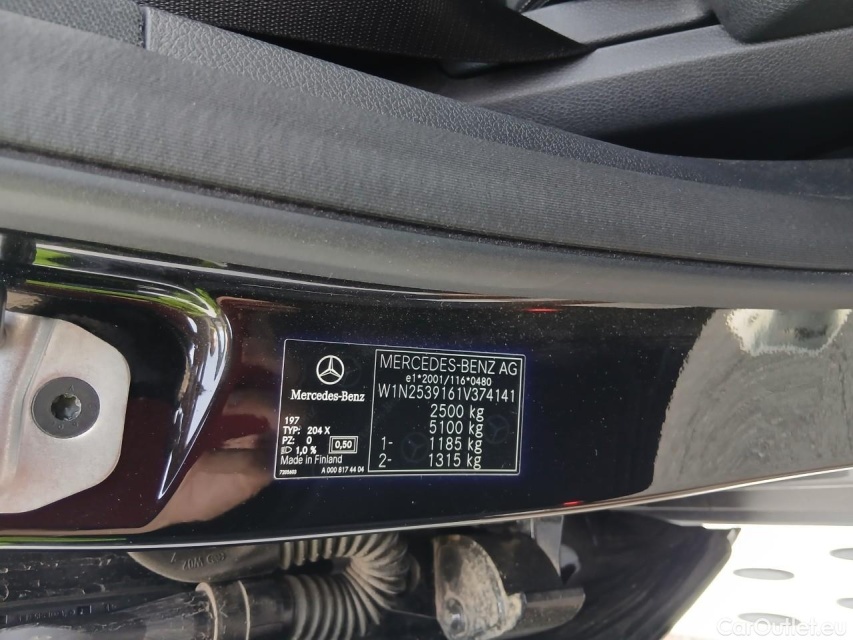 Mercedes-Benz
197
TYP: 204 X
PZ: 0
1,0 % 0,50
Made in Finland
A 000 817 44 04
MERCEDES-BENZ AG
e1*2001/116*0480
W1N2539161V374141
2500 kg
5100 kg
1- 1185 kg
2- 1315 kg
CarOutlet.eu